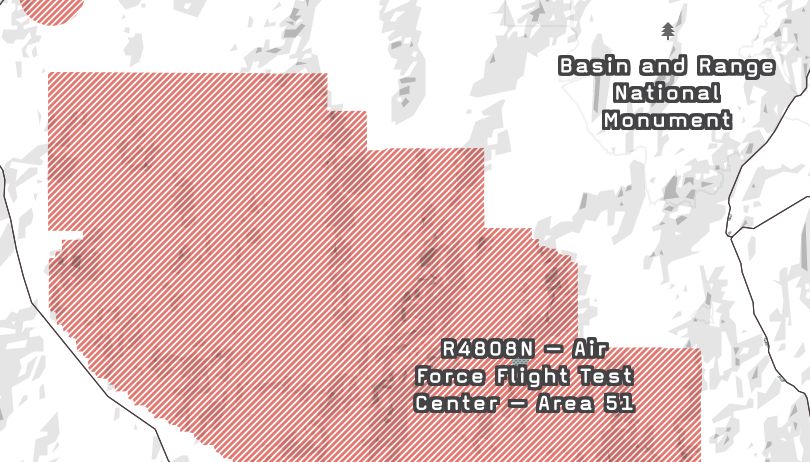 Basin and Range
National
Monument
R4808N — Air
Force Flight Test
Center — Area 51